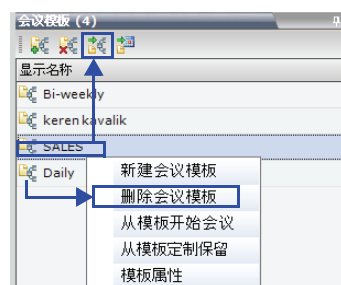 会议模板 (4)
显示名称
Bi-weekly
keren kavalik
SALES
Daily
新建会议模板
删除会议模板
从模板开始会议
从模板定制保留
模板属性